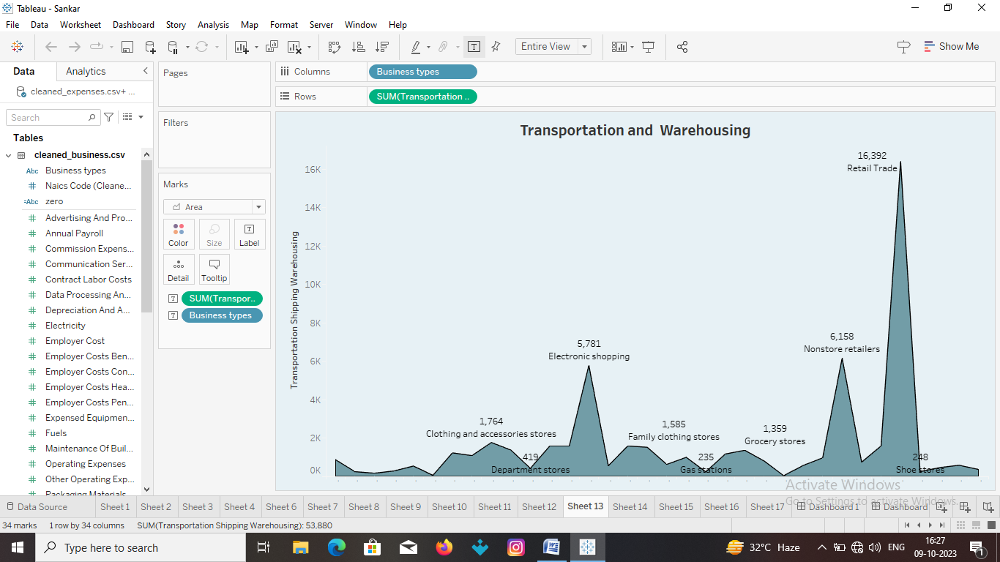 Tableau - Sankar
File Data Worksheet Dashboard Story Analysis Map Format Server Window Help
Entire View
Show Me
Data Analytics
cleaned_expenses.csv+ ...
Search
Tables
cleaned_business.csv
Abc Business types
Naics Code (Cleane...
=Abc zero
Advertising And Pro...
Annual Payroll
Commission Expens...
Communication Ser...
Contract Labor Costs
Data Processing An...
Depreciation And A...
Electricity
Employer Cost
Employer Costs Ben...
Employer Costs Con...
Employer Costs Hea...
Employer Costs Pen...
Expensed Equipmen...
Fuels
Maintenance Of Buil...
Operating Expenses
Other Operating Exp...
Packaging Materials
Pages
Filters
Marks
Area
Color Size Label
Detail Tooltip
SUM(Transpor..
Business types
Columns Business types
Rows SUM(Transportation ..
Transportation and Warehousing
Transportation Shipping Warehousing
16K
14K
12K
10K
8K
6K
4K
2K
0K
16,392
Retail Trade
6,158
Nonstore retailers
5,781
Electronic shopping
1,764
Clothing and accessories stores
1,585
Family clothing stores
1,359
Grocery stores
419
Department stores
235
Gas stations
248
Shoe stores
Activate Windows
Go to Settings to activate Windows.
Data Source Sheet 1 Sheet 2 Sheet 3 Sheet 4 Sheet 6 Sheet 7 Sheet 8 Sheet 9 Sheet 10 Sheet 11 Sheet 12 Sheet 13 Sheet 14 Sheet 15 Sheet 16 Sheet 17 Dashboard 1 Dashboard
34 marks 1 row by 34 columns SUM(Transportation Shipping Warehousing): 53,880
Type here to search
32°C Haze
ENG
16:27
09-10-2023
1